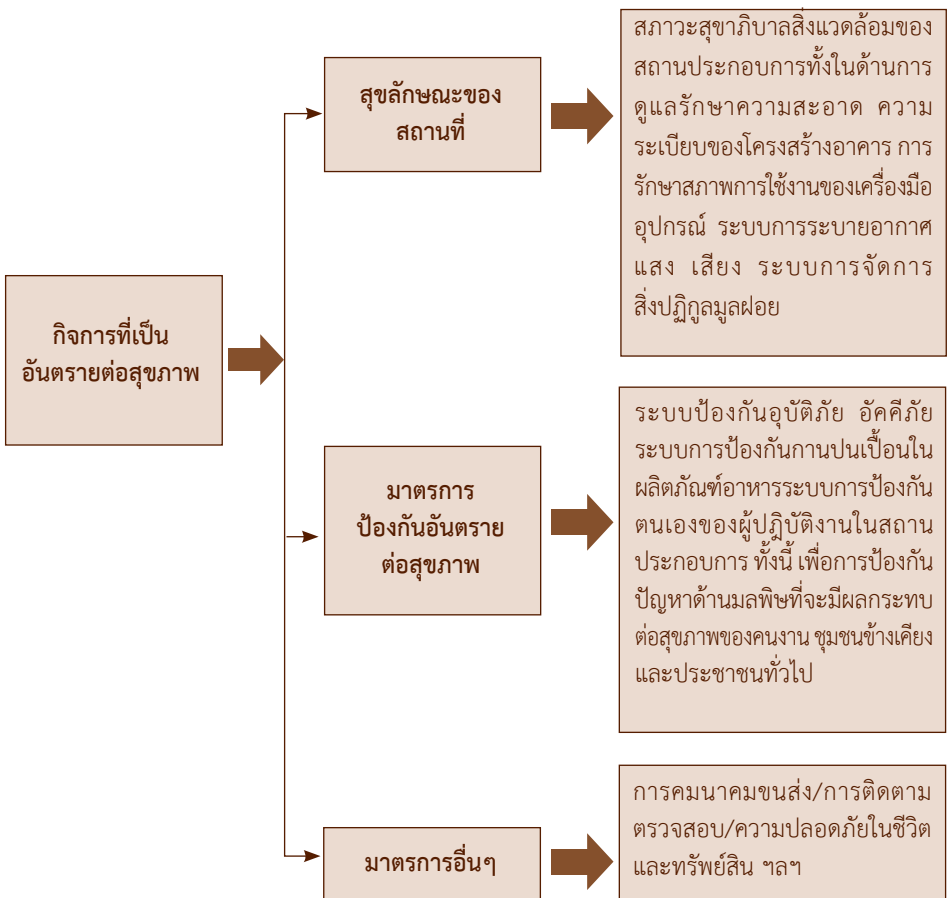 กิจการที่เป็น
อันตรายต่อสุขภาพ
สุขลักษณะของ
สถานที่
สภาวะสุขาภิบาลสิ่งแวดล้อมของ
สถานประกอบการทั้งในด้านการ
ดูแลรักษาความสะอาด ความ
ระเบียบของโครงสร้างอาคาร การ
รักษาสภาพการใช้งานของเครื่องมือ
อุปกรณ์ ระบบการระบายอากาศ
แสง เสียง ระบบการจัดการ
สิ่งปฏิกูลมูลฝอย
มาตรการ
ป้องกันอันตราย
ต่อสุขภาพ
ระบบป้องกันอุบัติภัย อัคคีภัย
ระบบการป้องกันกานปนเปื้อนใน
ผลิตภัณฑ์อาหารระบบการป้องกัน
ตนเองของผู้ปฎิบัติงานในสถาน
ประกอบการ ทั้งนี้ เพื่อการป้องกัน
ปัญหาด้านมลพิษที่จะมีผลกระทบ
ต่อสุขภาพของคนงาน ชุมชนข้างเคียง
และประชาชนทั่วไป
มาตรการอื่นๆ
การคมนาคมขนส่ง/การติดตาม
ตรวจสอบ/ความปลอดภัยในชีวิต
และทรัพย์สิน ฯลฯ